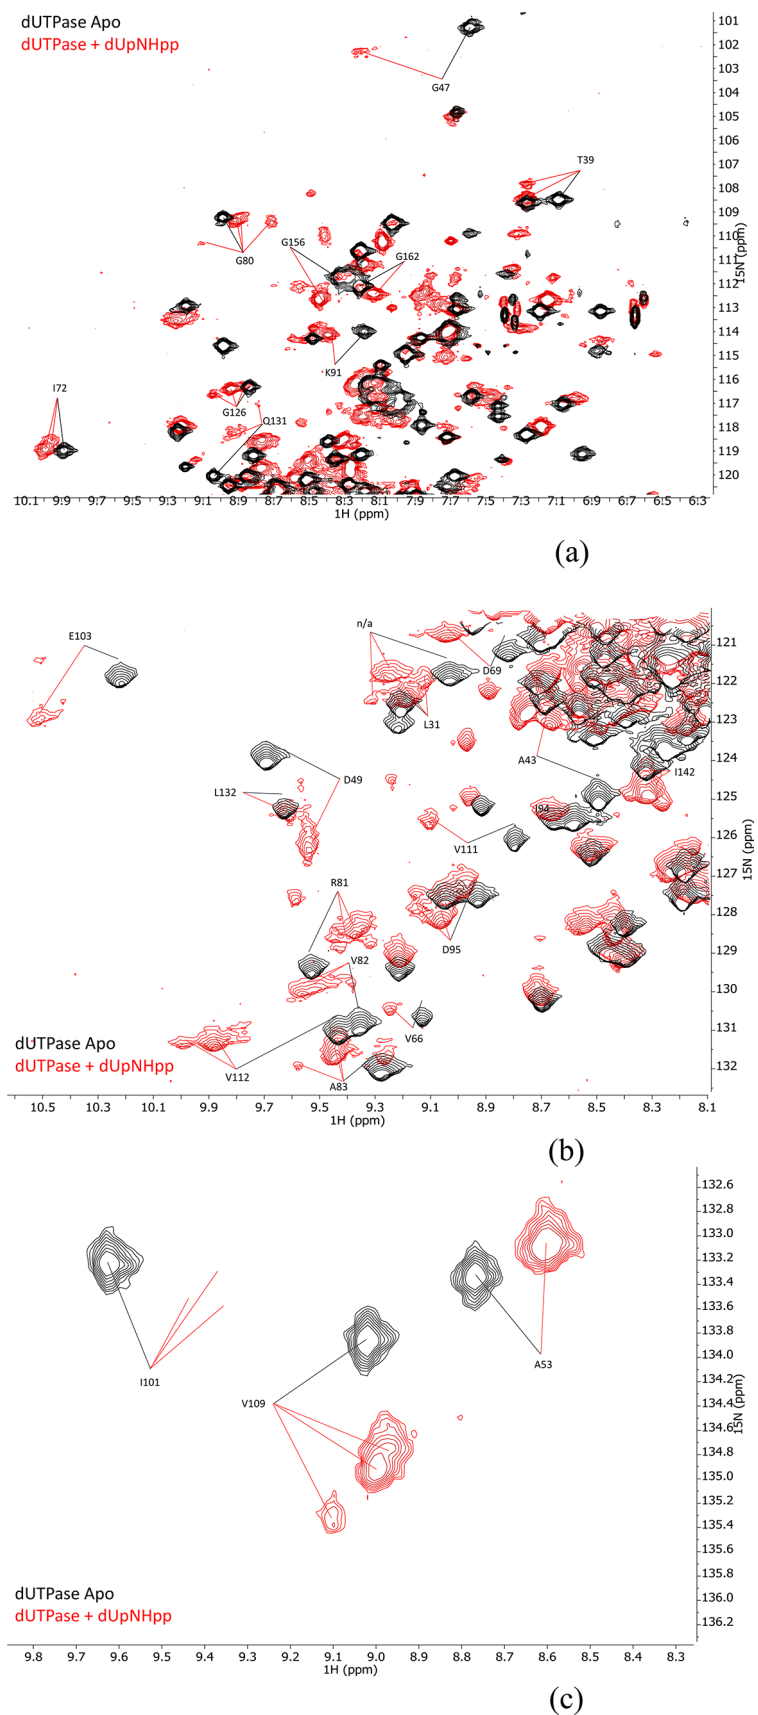 dUTPase Apo
dUTPase + dUpNHpp
G47
T39
G80
G156
G162
K91
I72
G126
Q131
101
102
103
105
106
107
108
109
110
111
112
113
114
115
116
117
118
119
120
15N (ppm)
10.1 9.9 9.7 9.5 9.3 9.1 8.9 8.7 8.5 8.3 8.1 7.9 7.7 7.5 7.3 7.1 6.9 6.7 6.5 6.3
1H (ppm)
(a)
E103
n/a
D69
L31
A43
I142
D49
L132
I94
V111
R81
D95
V82
V66
V112
A83
121
122
123
124
125
126
127
128
129
130
131
132
15N (ppm)
dUTPase Apo
dUTPase + dUpNHpp
10.5 10.3 10.1 9.9 9.7 9.5 9.3 9.1 8.9 8.7 8.5 8.3 8.1
1H (ppm)
(b)
I101
V109
A53
132.6
132.8
133.0
133.2
133.4
133.6
133.8
134.0
134.2
134.4
134.6
134.8
135.0
135.2
135.4
135.6
135.8
136.0
136.2
15N (ppm)
dUTPase Apo
dUTPase + dUpNHpp
9.8 9.7 9.6 9.5 9.4 9.3 9.2 9.1 9.0 8.9 8.8 8.7 8.6 8.5 8.4 8.3
1H (ppm)
(c)